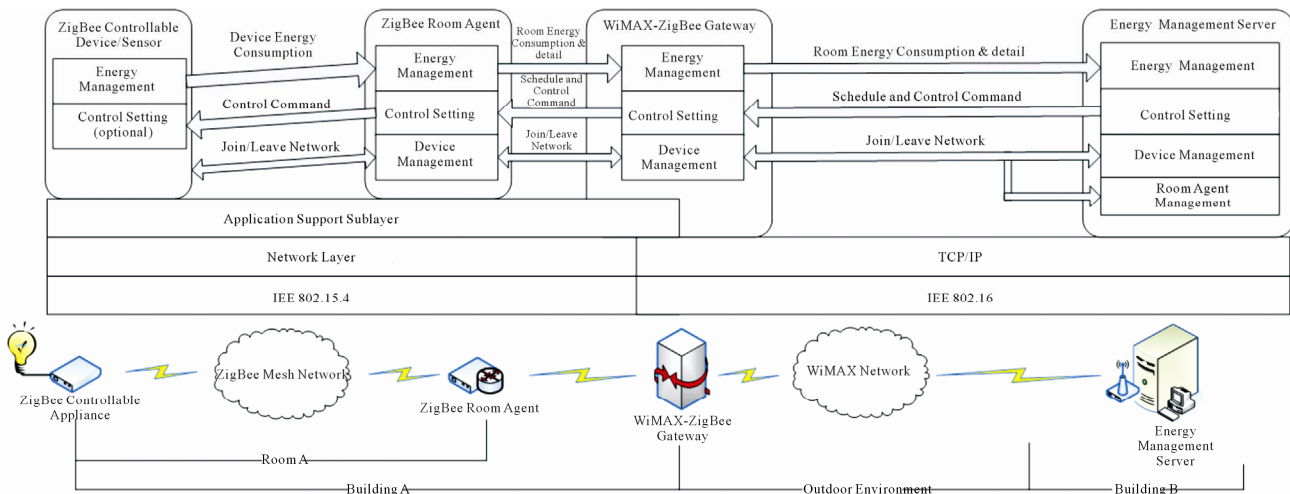 ZigBee Controllable
Device/Sensor
Energy
Management
Control Setting
(optional)
Device Energy
Consumption
Control Command
Join/Leave Network
ZigBee Room Agent
Energy
Management
Control Setting
Device
Management
Room Energy
Consumption &
detail
Schedule and
Control
Command
Join/Leave
Network
WiMAX-ZigBee Gateway
Energy
Management
Control Setting
Device
Management
Room Energy Consumption & detail
Schedule and Control Command
Join/Leave Network
Energy Management Server
Energy Management
Control Setting
Device Management
Room Agent
Management
Application Support Sublayer
Network Layer
TCP/IP
IEE 802.15.4
IEE 802.16
ZigBee Controllable
Appliance
ZigBee Mesh Network
ZigBee Room Agent
WiMAX-ZigBee
Gateway
WiMAX Network
Energy
Management
Server
Room A
Building A
Outdoor Environment
Building B